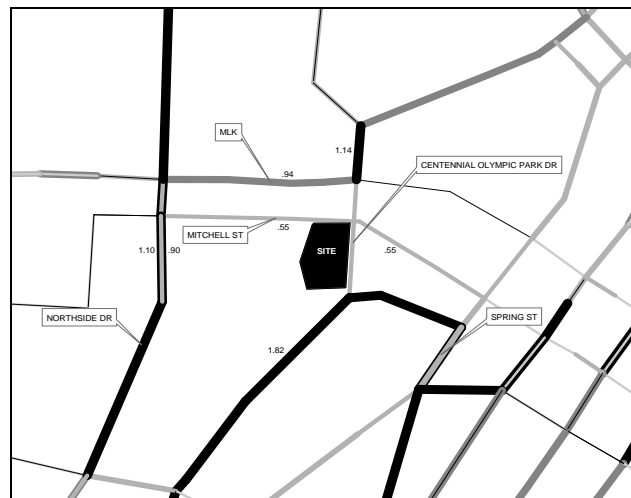 MLK
1.14
.94
CENTENNIAL OLYMPIC PARK DR
MITCHELL ST
.55
1.10
.90
SITE
.55
NORTHSIDE DR
SPRING ST
1.82